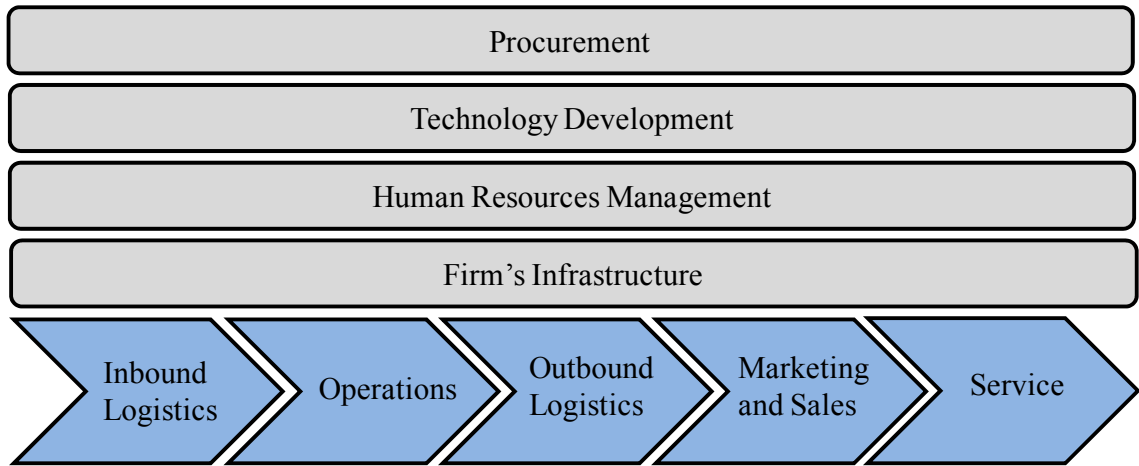 Procurement
Technology Development
Human Resources Management
Firm's Infrastructure
Inbound
Logistics
Operations
Outbound
Logistics
Marketing
and Sales
Service